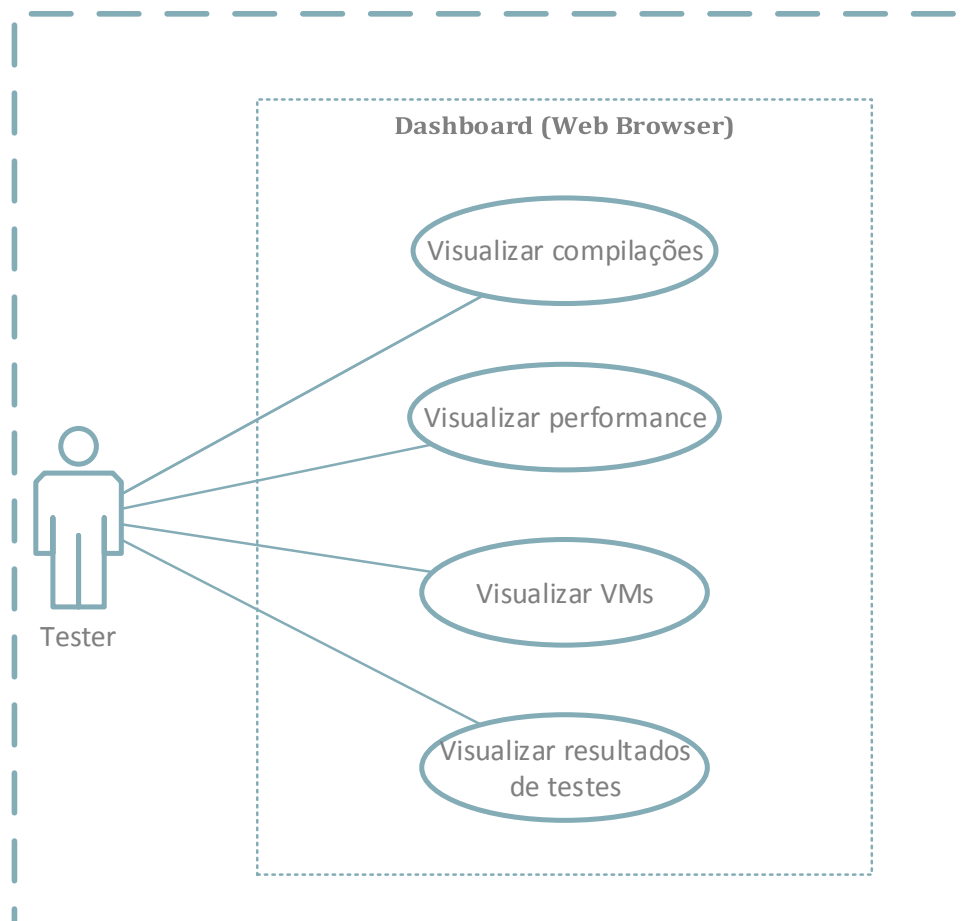 Dashboard (Web Browser)
Visualizar compilações
Visualizar performance
Visualizar VMs
Tester
Visualizar resultados
de testes